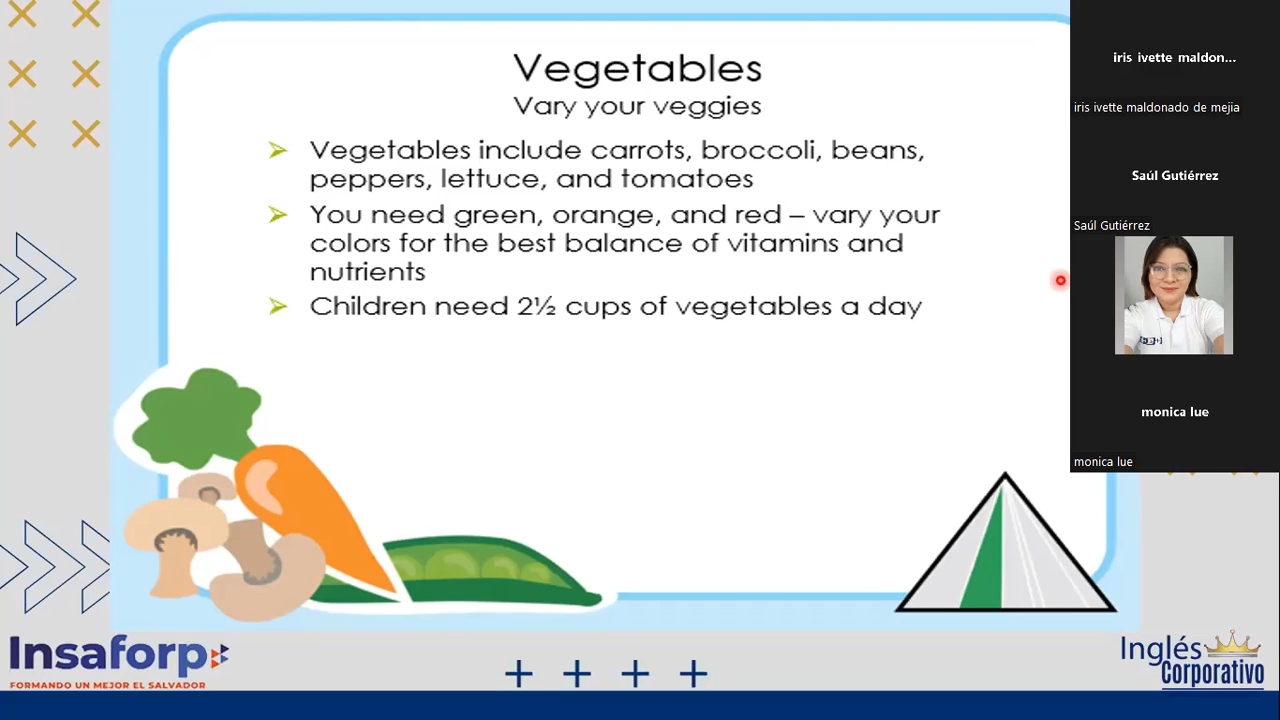 Vegetables
Vary your veggies
➢ Vegetables include carrots, broccoli, beans,
peppers, lettuce, and tomatoes
➢ You need green, orange, and red – vary your
colors for the best balance of vitamins and
nutrients
➢ Children need 2½ cups of vegetables a day
iris ivette maldon...
iris ivette maldonado de mejia
Saúl Gutiérrez
Saúl Gutiérrez
monica lue
monica lue
Insaforp
FORMANDO UN MEJOR EL SALVADOR
Inglés
Corporativo